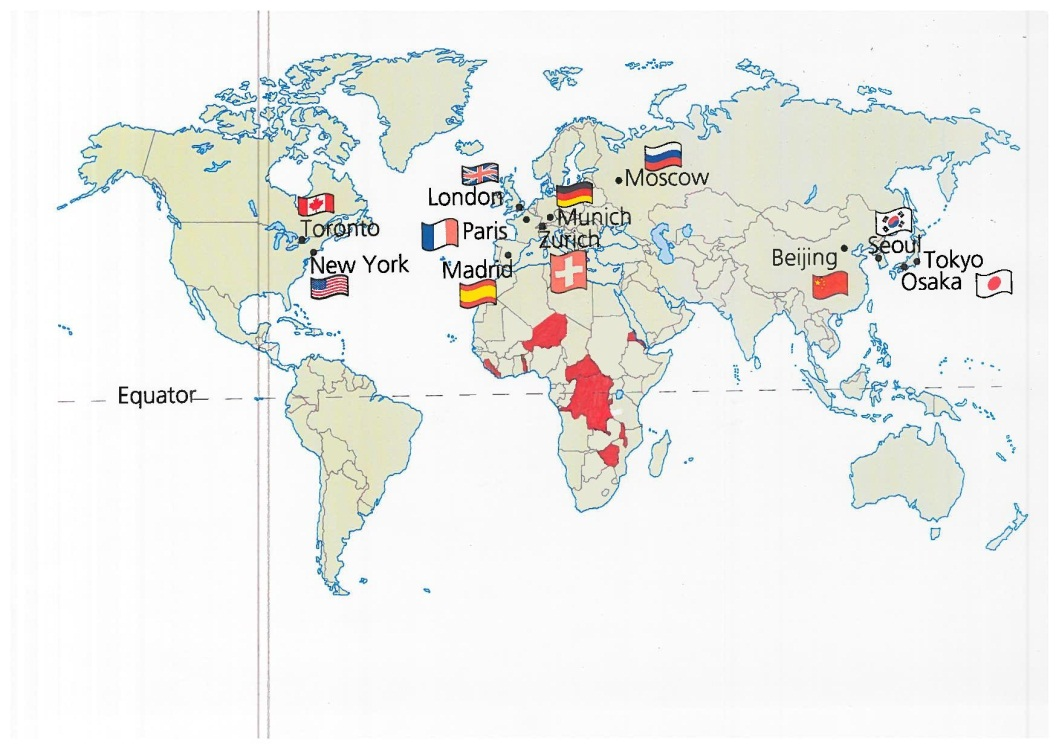 Moscow
London
Munich
Toronto
Paris
Zurich
Seoul
Beijing
New York
Madrid
Tokyo
Osaka
Equator